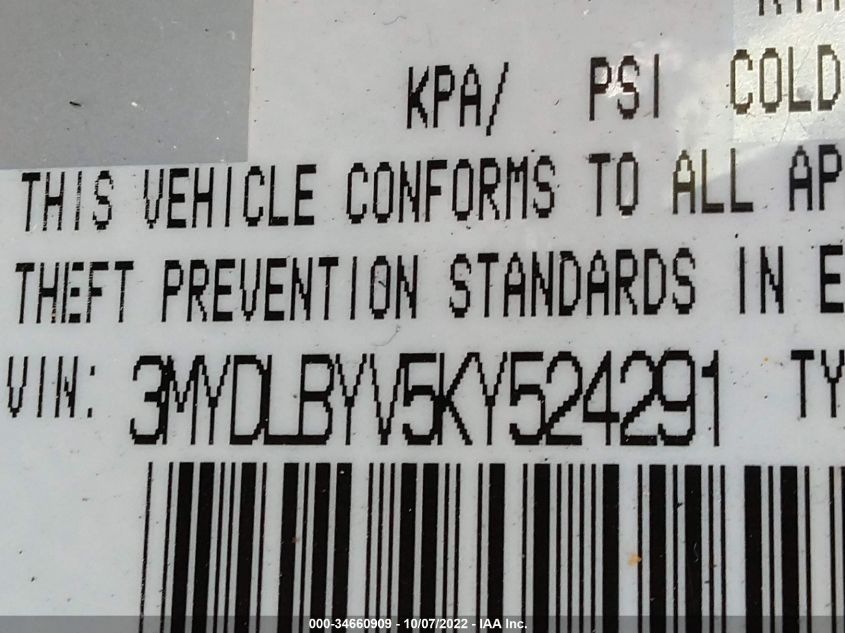 KPA/ PSI COLD
THIS VEHICLE CONFORMS TO ALL AP
THEFT PREVENTION STANDARDS IN E
VIN: 3MYDLBYV5KY524291 TY
000-34660909 - 10/07/2022 - IAA Inc.